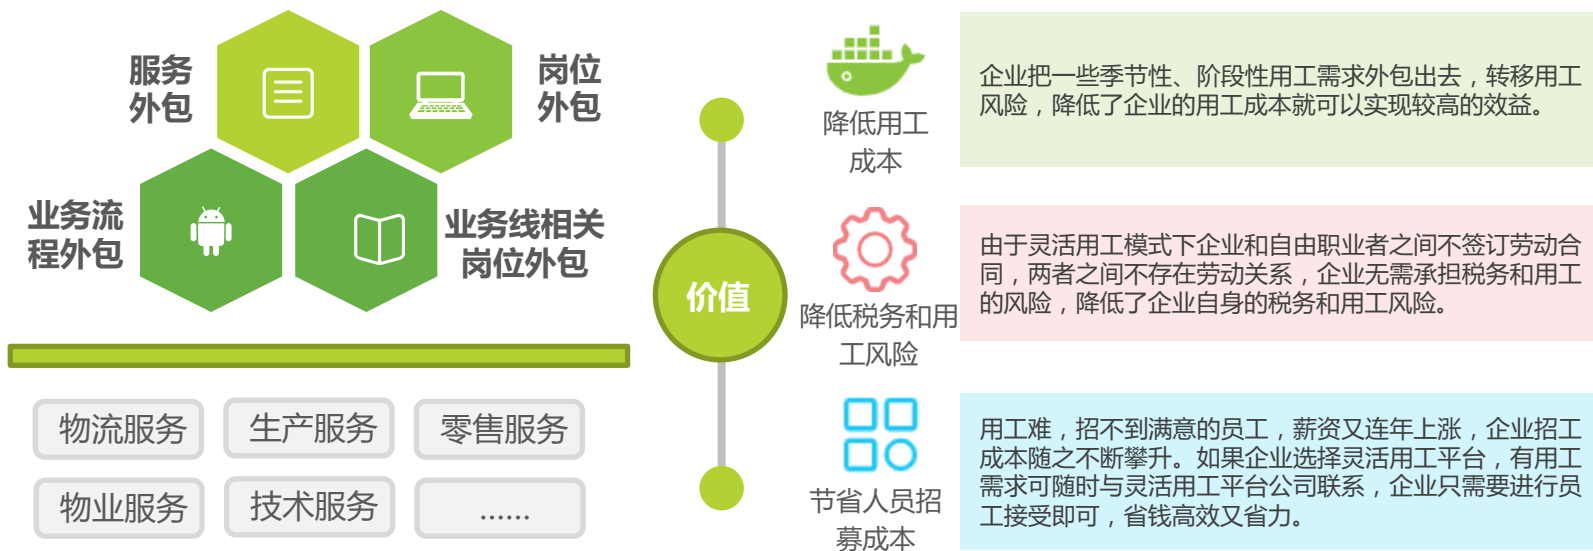 服务
外包
岗位
外包
业务流
程外包
业务线相关
岗位外包
物流服务
生产服务
零售服务
物业服务
技术服务
......
价值
降低用工
成本
企业把一些季节性、阶段性用工需求外包出去，转移用工
风险，降低了企业的用工成本就可以实现较高的效益。
降低税务和用
工风险
由于灵活用工模式下企业和自由职业者之间不签订劳动合
同，两者之间不存在劳动关系，企业无需承担税务和用工
的风险，降低了企业自身的税务和用工风险。
节省人员招
募成本
用工难，招不到满意的员工，薪资又连年上涨，企业招工
成本随之不断攀升。如果企业选择灵活用工平台，有用工
需求可随时与灵活用工平台公司联系，企业只需要进行员
工接受即可，省钱高效又省力。